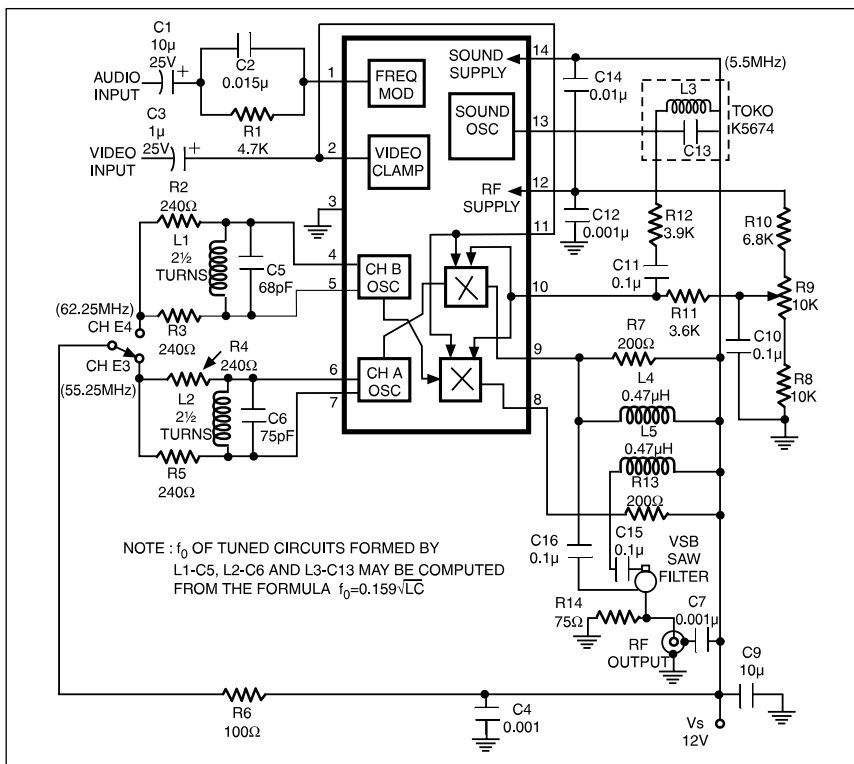 C1
10µ
25V
AUDIO
INPUT
C2
0.015µ
R1
4.7K
C3
1µ
25V
VIDEO
INPUT
R2
240Ω
L1
2½
TURNS
C5
68pF
(62.25MHz)
CH E4
R3
240Ω
CH E3
(55.25MHz)
R4
240Ω
L2
2½
TURNS
C6
75pF
R5
240Ω
1
2
3
4
5
6
7
FREQ
MOD
VIDEO
CLAMP
CH B
OSC
CH A
OSC
SOUND
SUPPLY
SOUND
OSC
RF
SUPPLY
14
13
12
11
10
9
8
(5.5MHz)
C14
0.01µ
L3
C13
TOKO
K5674
C12
0.001µ
R12
3.9K
C11
0.1µ
R11
3.6K
R10
6.8K
R9
10K
R8
10K
C10
0.1µ
R7
200Ω
L4
0.47µH
L5
0.47µH
R13
200Ω
C16
0.1µ
C15
0.1µ
VSB
SAW
FILTER
R14
75Ω
C7
0.001µ
RF
OUTPUT
C9
10µ
Vs
12V
R6
100Ω
C4
0.001
NOTE : f0 OF TUNED CIRCUITS FORMED BY
L1-C5, L2-C6 AND L3-C13 MAY BE COMPUTED
FROM THE FORMULA f0=0.159√LC